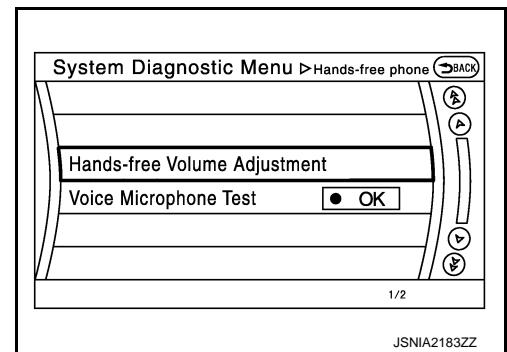 System Diagnostic Menu ▷Hands-free phone BACK
Hands-free Volume Adjustment
Voice Microphone Test ● OK
1/2
JSNIA2183ZZ